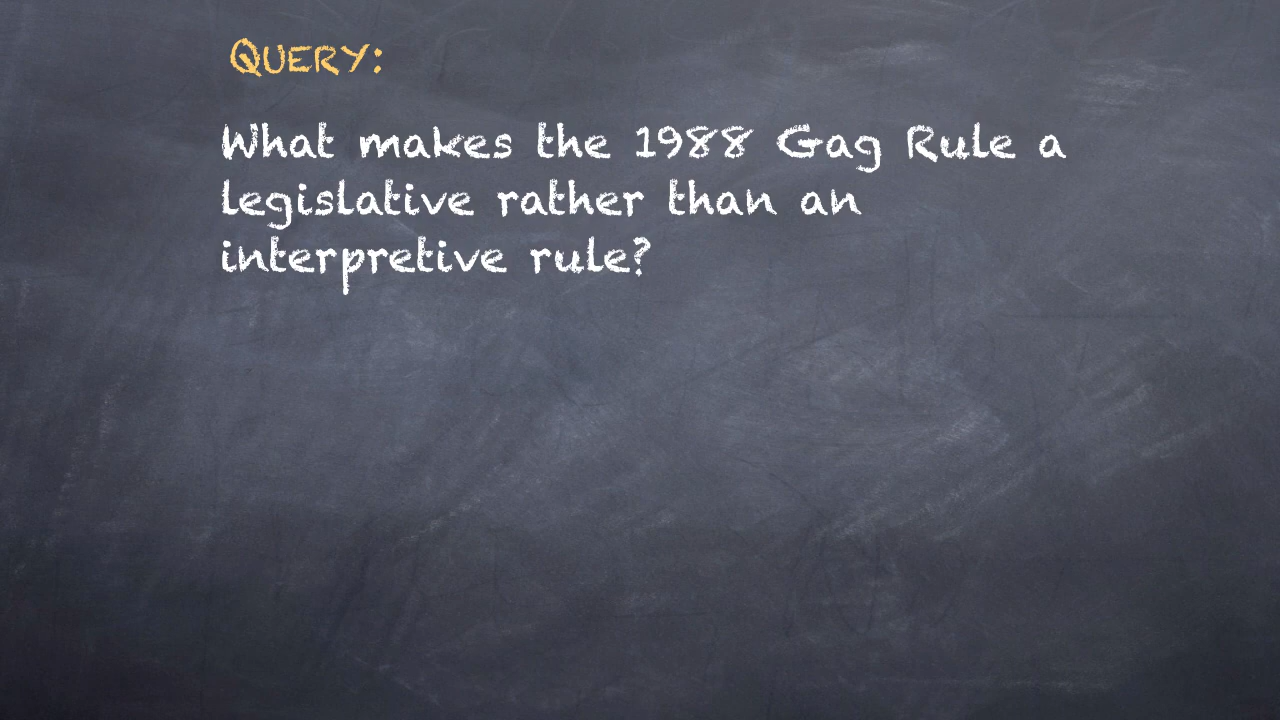 QUERY:
What makes the 1988 Gag Rule a
legislative rather than an
interpretive rule?